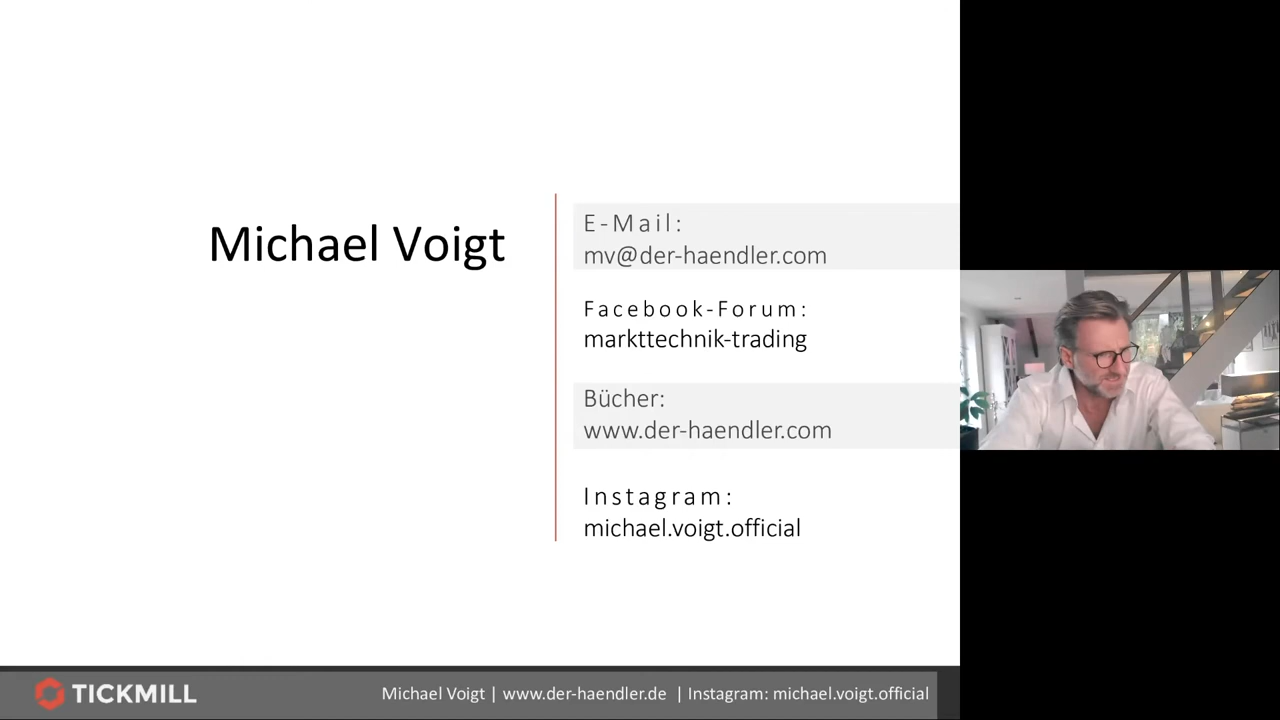 Michael Voigt
E-Mail:
mv@der-haendler.com
Facebook-Forum:
markttechnik-trading
Bücher:
www.der-haendler.com
Instagram:
michael.voigt.official
TICKMILL
Michael Voigt | www.der-haendler.de | Instagram: michael.voigt.official